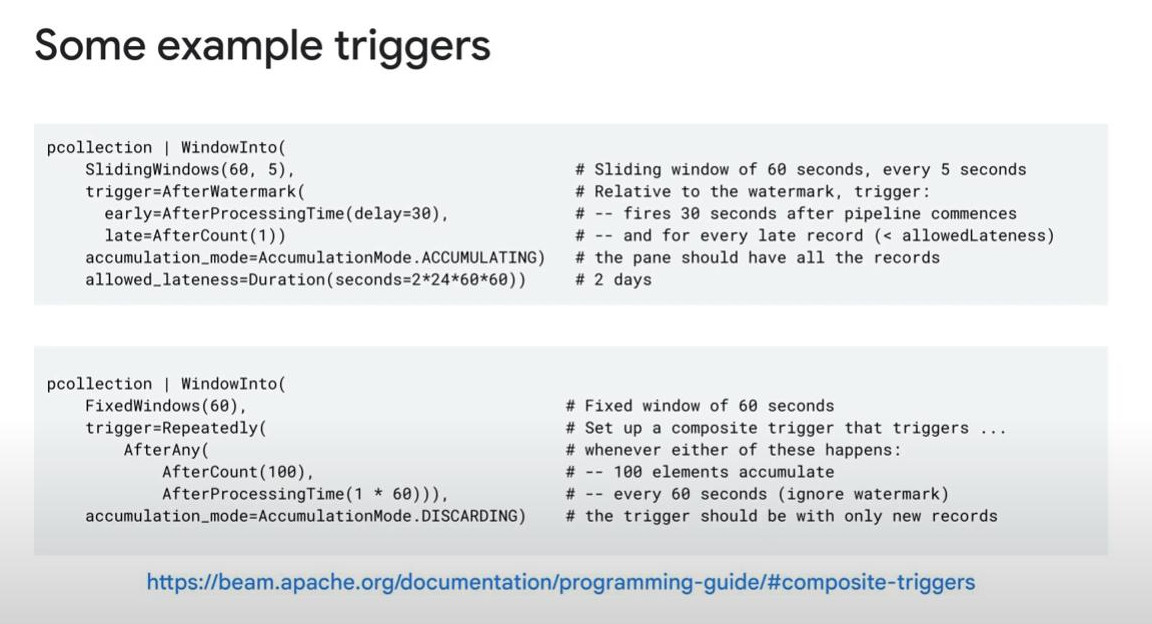 Some example triggers
pcollection | WindowInto(
SlidingWindows(60, 5), # Sliding window of 60 seconds, every 5 seconds
trigger=AfterWatermark( # Relative to the watermark, trigger:
early=AfterProcessingTime(delay=30), # -- fires 30 seconds after pipeline commences
late=AfterCount(1)) # -- and for every late record (< allowedLateness)
accumulation_mode=AccumulationMode.ACCUMULATING) # the pane should have all the records
allowed_lateness=Duration(seconds=2*24*60*60)) # 2 days
pcollection | WindowInto(
FixedWindows(60), # Fixed window of 60 seconds
trigger=Repeatedly( # Set up a composite trigger that triggers ...
AfterAny( # whenever either of these happens:
AfterCount(100), # -- 100 elements accumulate
AfterProcessingTime(1 * 60))), # -- every 60 seconds (ignore watermark)
accumulation_mode=AccumulationMode.DISCARDING) # the trigger should be with only new records
https://beam.apache.org/documentation/programming-guide/#composite-triggers